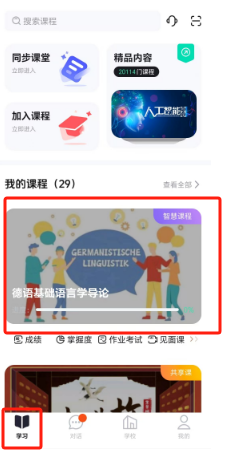 搜索课程
同步课堂
立即进入
精品内容
20114门课程
加入课程
立即进入
人工智能
我的课程（29）
查看全部 >
智慧课程
GERMANISTISCHE
LINGUISTIK
德语基础语言学导论
成绩 掌握度 作业考试 见面课 >>
共享课
学习 对话 学校 我的